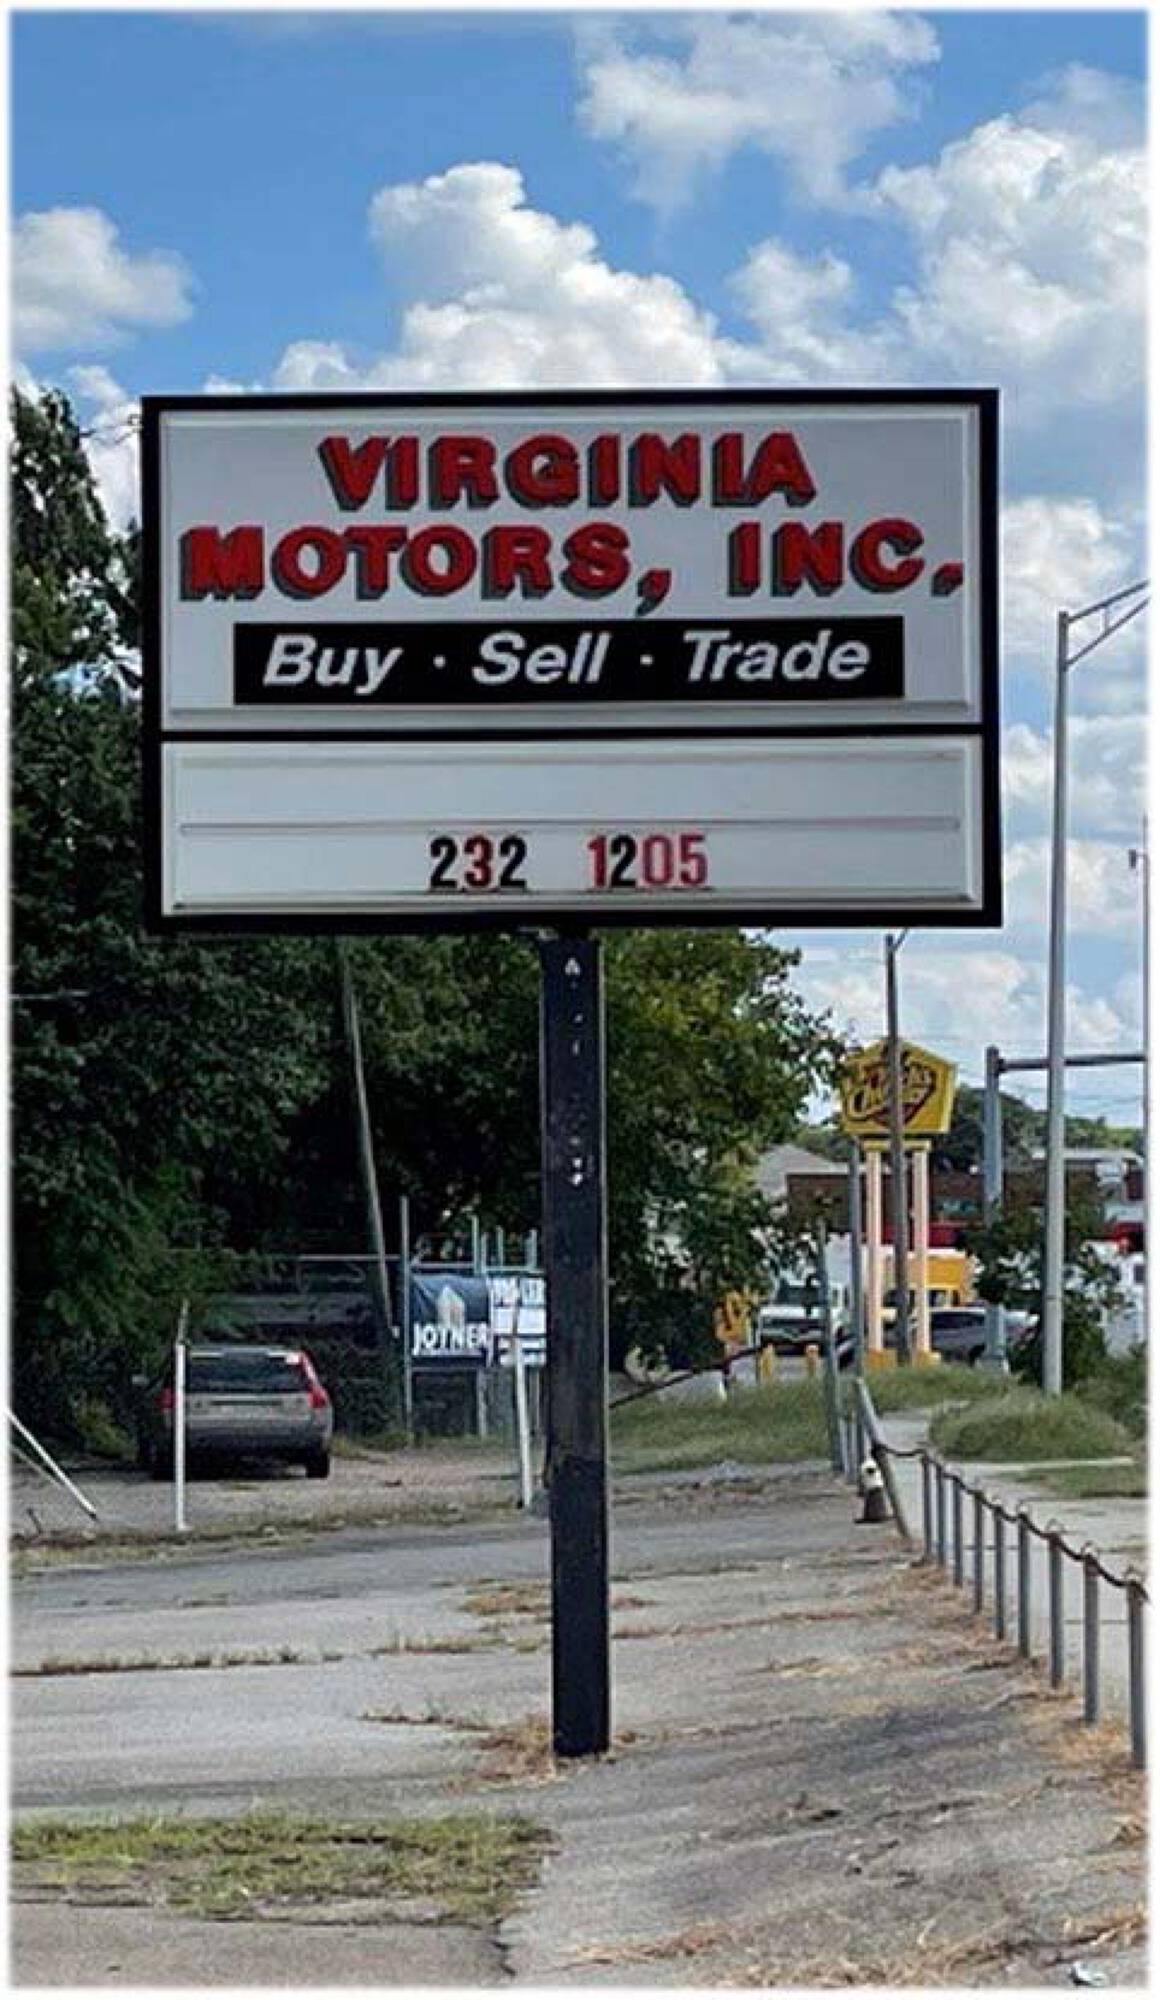 VIRGINIA
MOTORS, INC.
Buy · Sell · Trade
232 1205
JOYNER